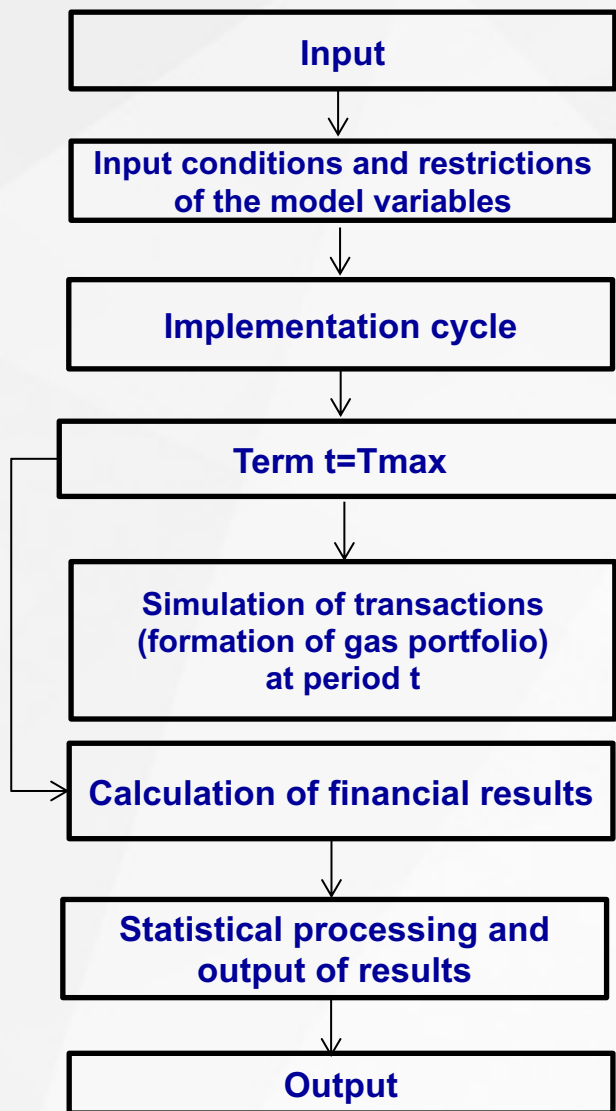 Input
Input conditions and restrictions
of the model variables
Implementation cycle
Term t=Tmax
Simulation of transactions
(formation of gas portfolio)
at period t
Calculation of financial results
Statistical processing and
output of results
Output